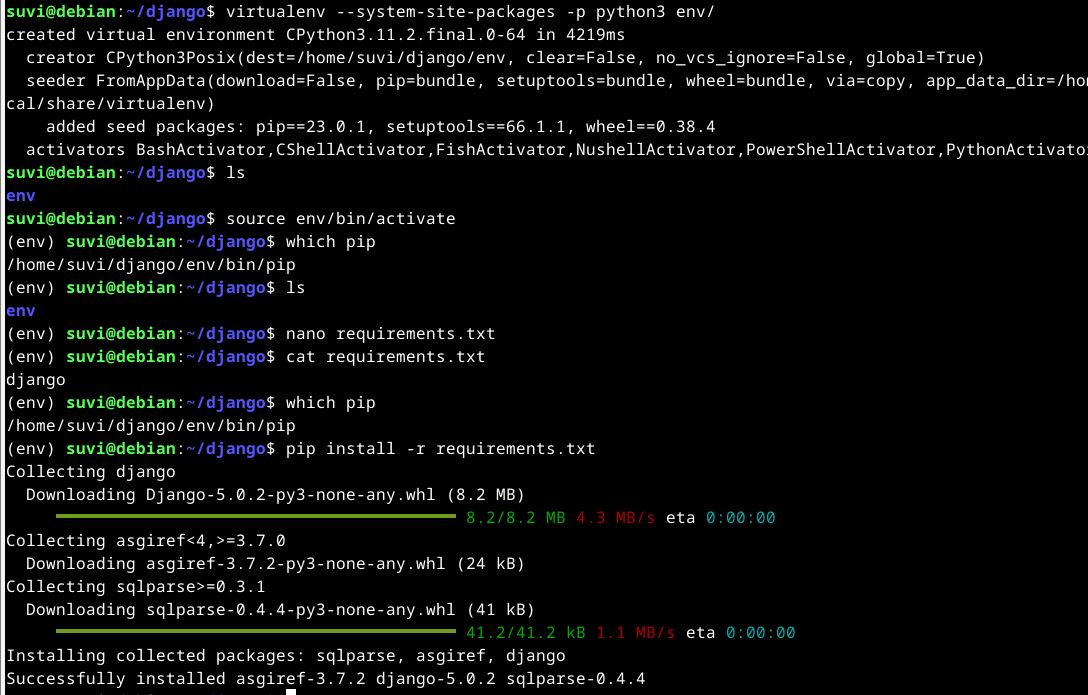 suvi@debian:~/django$ virtualenv --system-site-packages -p python3 env/
created virtual environment CPython3.11.2.final.0-64 in 4219ms
  creator CPython3Posix(dest=/home/suvi/django/env, clear=False, no_vcs_ignore=False, global=True)
  seeder FromAppData(download=False, pip=bundle, setuptools=bundle, wheel=bundle, via=copy, app_data_dir=/ho
cal/share/virtualenv)
    added seed packages: pip==23.0.1, setuptools==66.1.1, wheel==0.38.4
  activators BashActivator,CShellActivator,FishActivator,NushellActivator,PowerShellActivator,PythonActivato
suvi@debian:~/django$ ls
env
suvi@debian:~/django$ source env/bin/activate
(env) suvi@debian:~/django$ which pip
/home/suvi/django/env/bin/pip
(env) suvi@debian:~/django$ ls
env
(env) suvi@debian:~/django$ nano requirements.txt
(env) suvi@debian:~/django$ cat requirements.txt
django
(env) suvi@debian:~/django$ which pip
/home/suvi/django/env/bin/pip
(env) suvi@debian:~/django$ pip install -r requirements.txt
Collecting django
  Downloading Django-5.0.2-py3-none-any.whl (8.2 MB)
8.2/8.2 MB 4.3 MB/s eta 0:00:00
Collecting asgiref<4,>=3.7.0
  Downloading asgiref-3.7.2-py3-none-any.whl (24 kB)
Collecting sqlparse>=0.3.1
  Downloading sqlparse-0.4.4-py3-none-any.whl (41 kB)
41.2/41.2 kB 1.1 MB/s eta 0:00:00
Installing collected packages: sqlparse, asgiref, django
Successfully installed asgiref-3.7.2 django-5.0.2 sqlparse-0.4.4